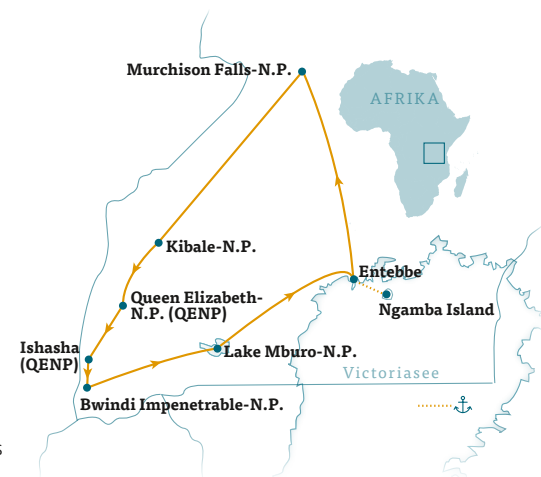 Murchison Falls-N.P.
AFRIKA
Kibale-N.P.
Entebbe
Queen Elizabeth-
N.P. (QENP)
Ngamba Island
Ishasha
(QENP)
Lake Mburo-N.P.
Victoriasee
Bwindi Impenetrable-N.P.